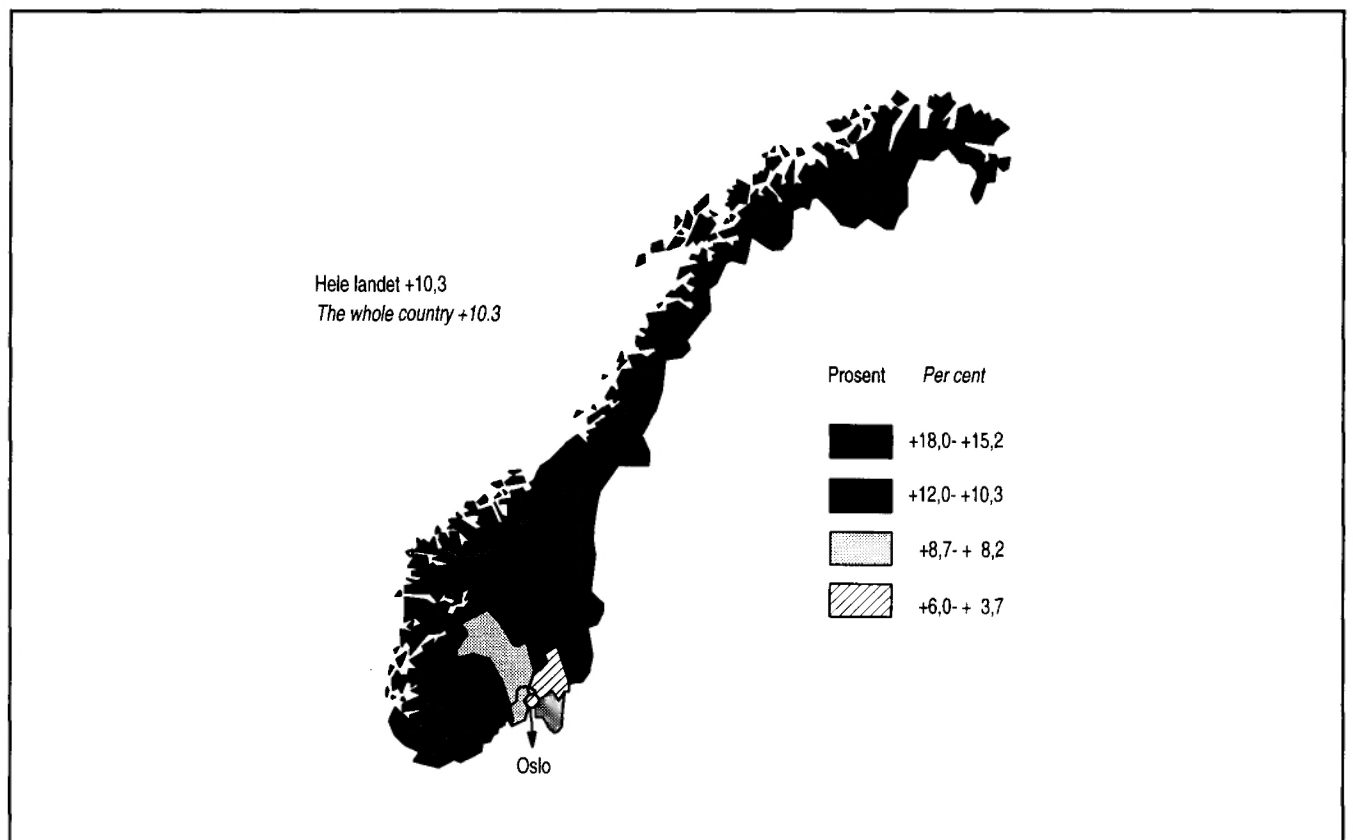 Hele landet +10,3
The whole country +10.3
Prosent Per cent
+18,0- +15,2
+12,0- +10,3
+8,7- + 8,2
+6,0- + 3,7
Oslo